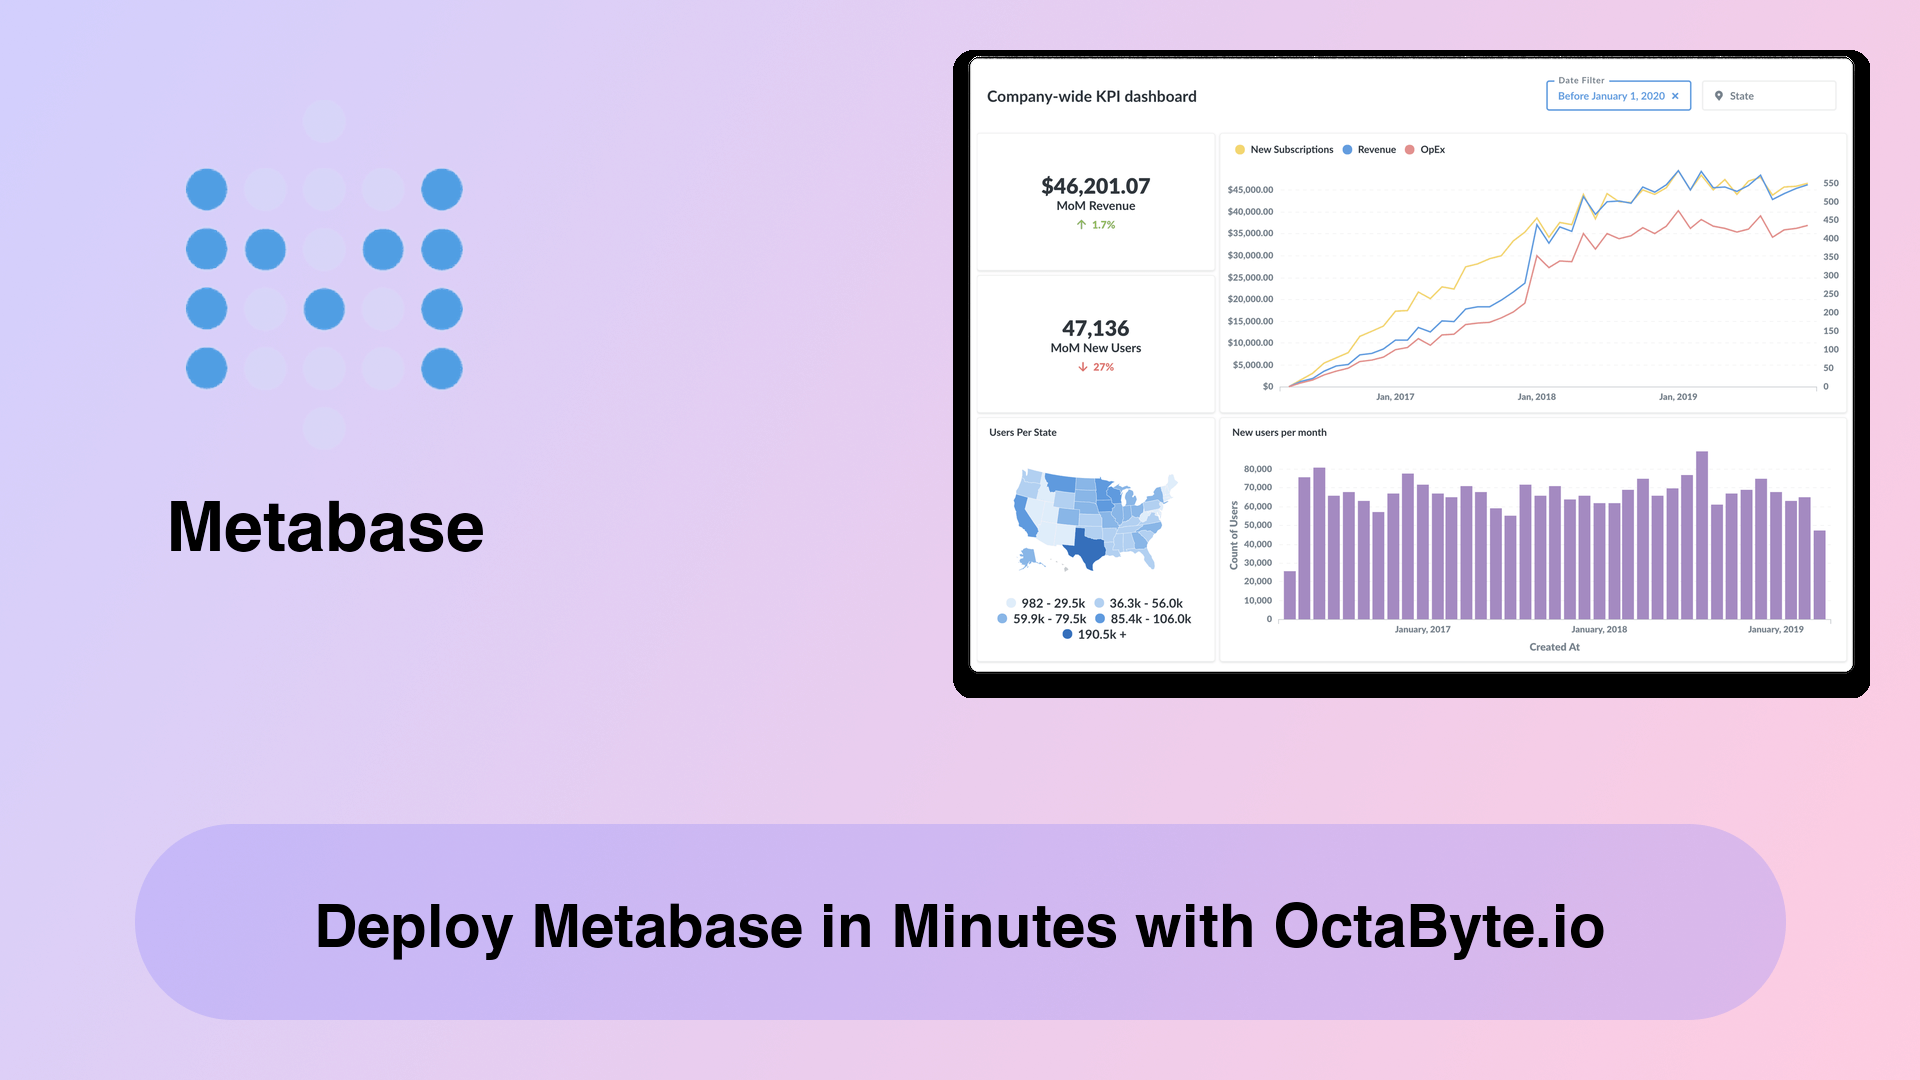 Metabase
Company-wide KPI dashboard
Date Filter
Before January 1, 2020 ×
State
$46,201.07
MoM Revenue
↑ 1.7%
47,136
MoM New Users
↓ 27%
New Subscriptions Revenue OpEx
$45,000.00
$40,000.00
$35,000.00
$30,000.00
$25,000.00
$20,000.00
$15,000.00
$10,000.00
$5,000.00
$0
550
500
450
400
350
300
250
200
150
100
50
0
Jan, 2017 Jan, 2018 Jan, 2019
Users Per State
982 - 29.5k 36.3k - 56.0k
59.9k - 79.5k 85.4k - 106.0k
190.5k +
New users per month
Count of Users
80,000
70,000
60,000
50,000
40,000
30,000
20,000
10,000
0
January, 2017 January, 2018 January, 2019
Created At
Deploy Metabase in Minutes with OctaByte.io